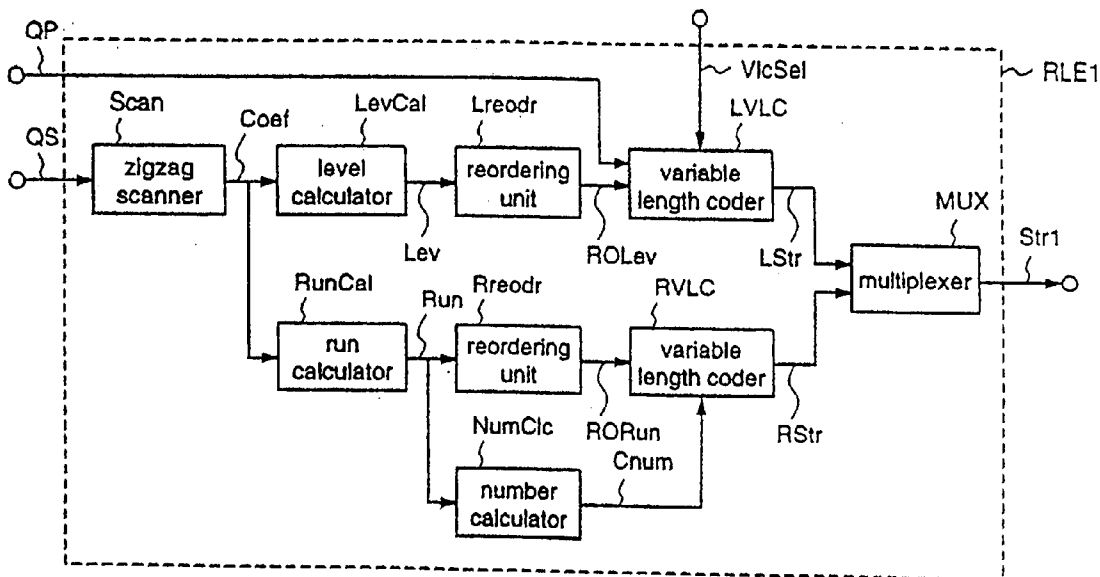 QP
VlcSel
RLE1
Scan
Coef
LevCal
Lreodr
LVLC
QS
zigzag
scanner
level
calculator
reordering
unit
variable
length coder
MUX
Str1
Lev
ROLev
LStr
multiplexer
RunCal
Run
Rreodr
RVLC
run
calculator
reordering
unit
variable
length coder
NumClc
RORun
Cnum
RStr
number
calculator